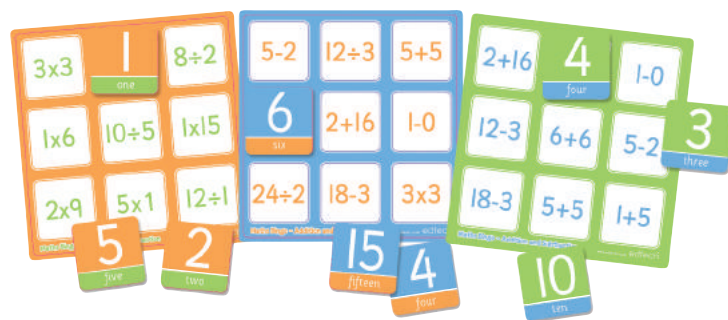 3x3
1
one
8÷2
1x6
10÷5
1x15
2x9
5x1
12÷1
5
five
2
two
5-2
12÷3
5+5
6
six
2+16
1-0
24÷2
18-3
3x3
15
fifteen
4
four
2+16
4
four
1-0
12-3
6+6
5-2
3
three
18-3
5+5
1+5
10
ten